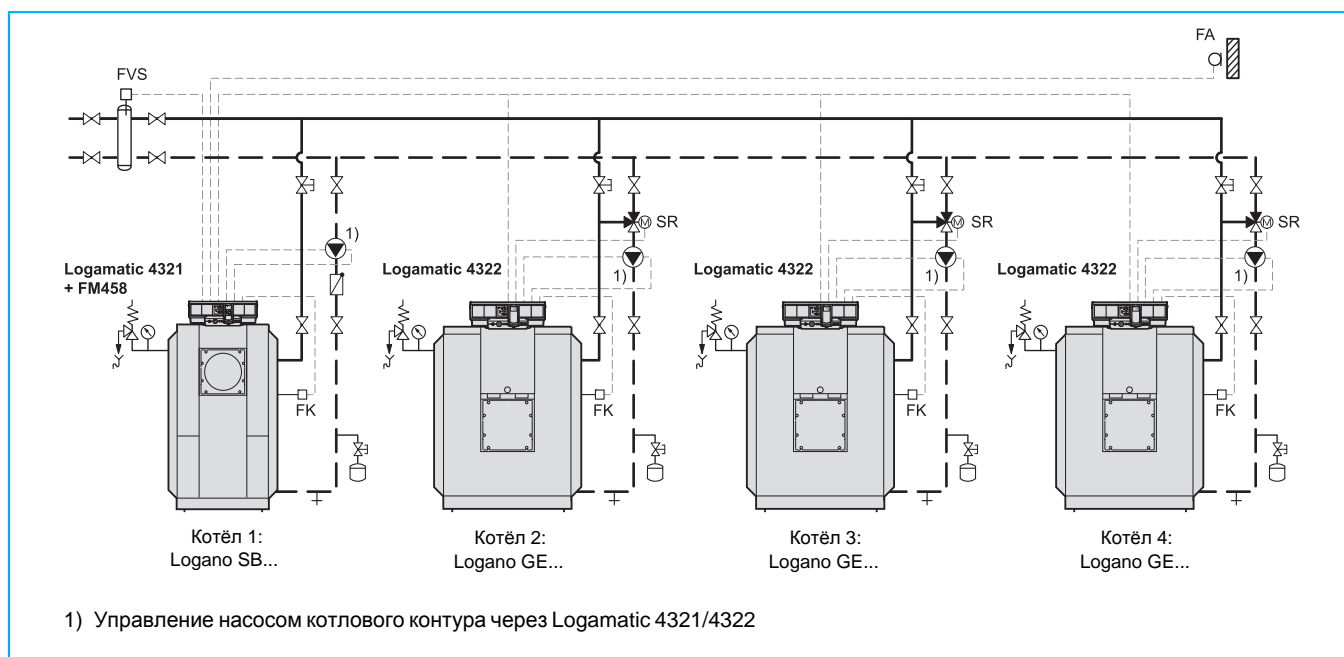 FA
FVS
1)
SR
SR
SR
1)
1)
1)
Logamatic 4321
+ FM458
Logamatic 4322
Logamatic 4322
Logamatic 4322
M
M
M
FK
FK
FK
FK
Котёл 1:
Logano SB...
Котёл 2:
Logano GE...
Котёл 3:
Logano GE...
Котёл 4:
Logano GE...
1) Управление насосом котлового контура через Logamatic 4321/4322